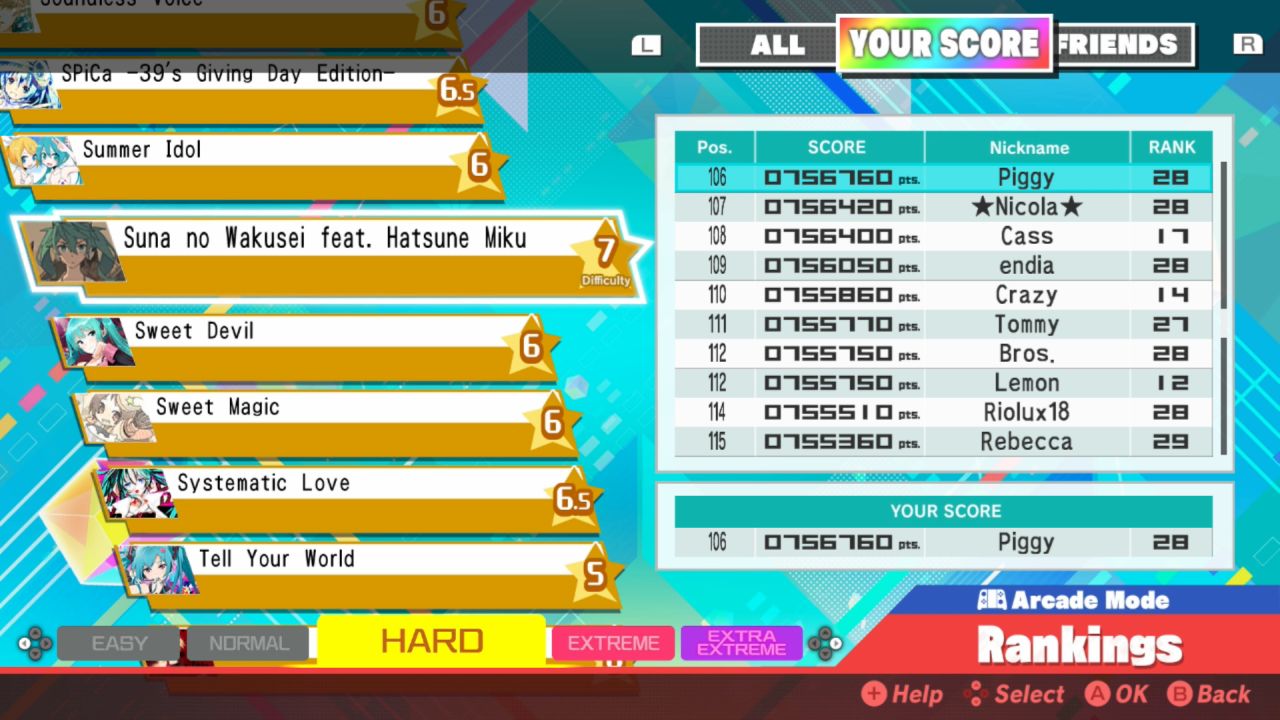 Soundless Voice
6
SPiCa -39's Giving Day Edition-
6.5
Summer Idol
6
Suna no Wakusei feat. Hatsune Miku
7
Difficulty
Sweet Devil
6
Sweet Magic
6
Systematic Love
6.5
Tell Your World
5
EASY NORMAL HARD EXTREME EXTRA EXTREME
L ALL YOUR SCORE FRIENDS R
Pos. SCORE Nickname RANK
106 0756760 pts. Piggy 28
107 0756420 pts. ★Nicola★ 28
108 0756400 pts. Cass 17
109 0756050 pts. endia 28
110 0755860 pts. Crazy 14
111 0755770 pts. Tommy 27
112 0755750 pts. Bros. 28
112 0755750 pts. Lemon 12
114 0755510 pts. Riolux18 28
115 0755360 pts. Rebecca 29
YOUR SCORE
106 0756760 pts. Piggy 28
Arcade Mode
Rankings
+ Help Select A OK B Back